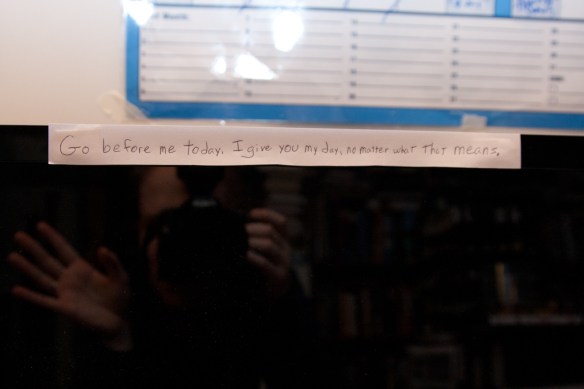 Go before me today. I give you my day, no matter what that means.